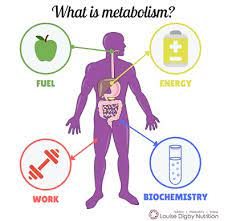 What is metabolism?
FUEL
ENERGY
WORK
BIOCHEMISTRY
Louise Digby Nutrition